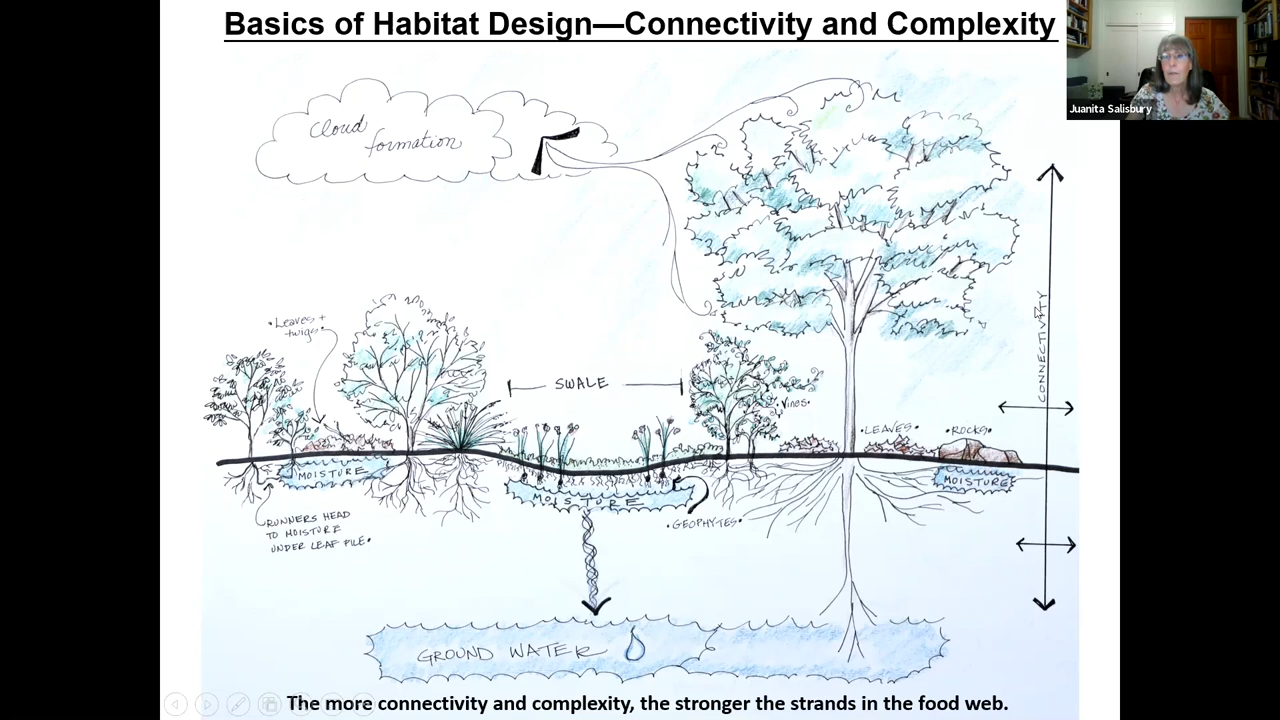 Basics of Habitat Design—Connectivity and Complexity
Juanita Salisbury
Cloud
formation
•Leaves +
twigs•
SWALE
•Vines•
CONNECTIVITY
•LEAVES•
•ROCKS•
MOISTURE
MOISTURE
MOISTURE
RUNNERS HEAD
TO MOISTURE
UNDER LEAF PILE•
•GEOPHYTES•
GROUND WATER
The more connectivity and complexity, the stronger the strands in the food web.